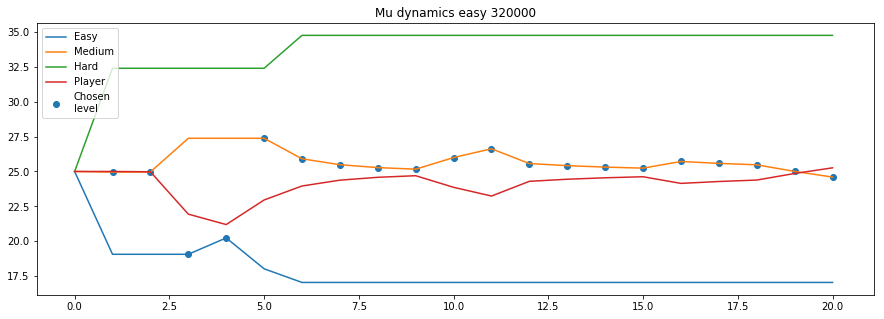 Mu dynamics easy 320000
35.0
32.5
30.0
27.5
25.0
22.5
20.0
17.5
Easy
Medium
Hard
Player
Chosen
level
0.0 2.5 5.0 7.5 10.0 12.5 15.0 17.5 20.0